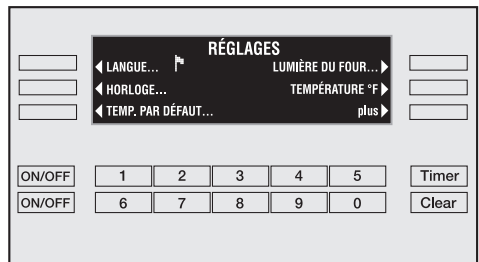 RÉGLAGES
LANGUE... LUMIÈRE DU FOUR...
HORLOGE... TEMPÉRATURE °F
TEMP. PAR DÉFAUT... plus
ON/OFF 1 2 3 4 5 Timer
ON/OFF 6 7 8 9 0 Clear